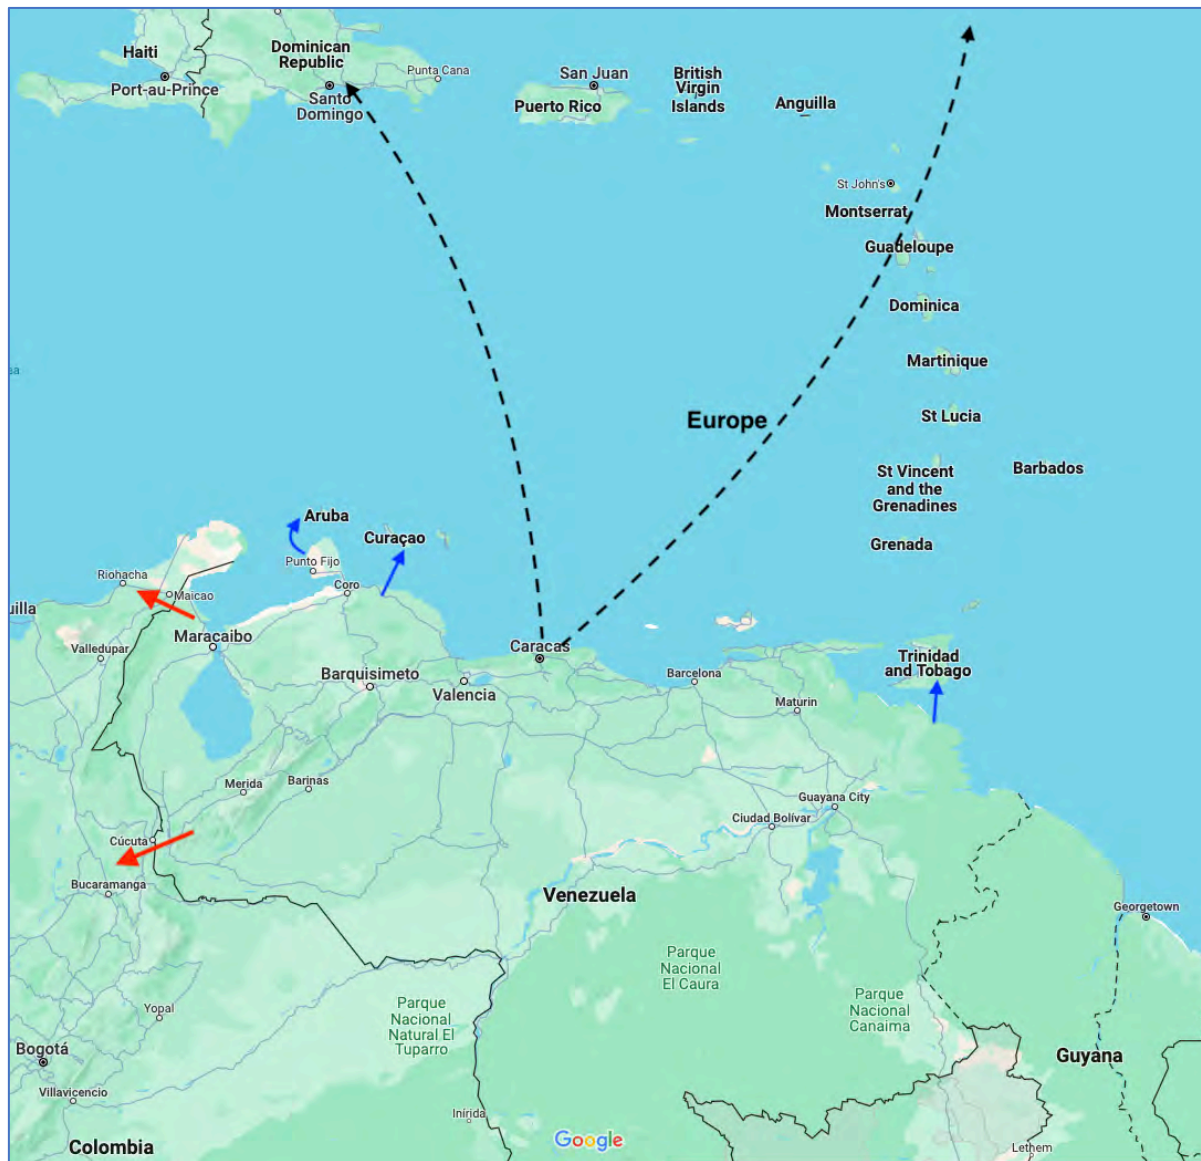 Haiti
Port-au-Prince
Dominican
Republic
Santo
Domingo
Punta Cana
San Juan
Puerto Rico
British
Virgin
Islands
Anguilla
St John's
Montserrat
Guadeloupe
Dominica
Martinique
sa
Europe
St Lucia
St Vincent
and the
Grenadines
Barbados
Grenada
Aruba
Curaçao
Punto Fijo
Coro
Riohacha
Maicao
uilla
Maracaibo
Valledupar
Caracas
Barquisimeto
Valencia
Barcelona
Trinidad
and Tobago
Maturin
Merida
Barinas
Guayana City
Ciudad Bolívar
Cúcuta
Bucaramanga
Venezuela
Georgetown
Parque
Nacional
El Caura
Parque
Nacional
Canaima
Parque
Nacional
Natural El
Tuparro
Yopal
Bogotá
Guyana
Villavicencio
Inírida
Colombia
Google
Lethem